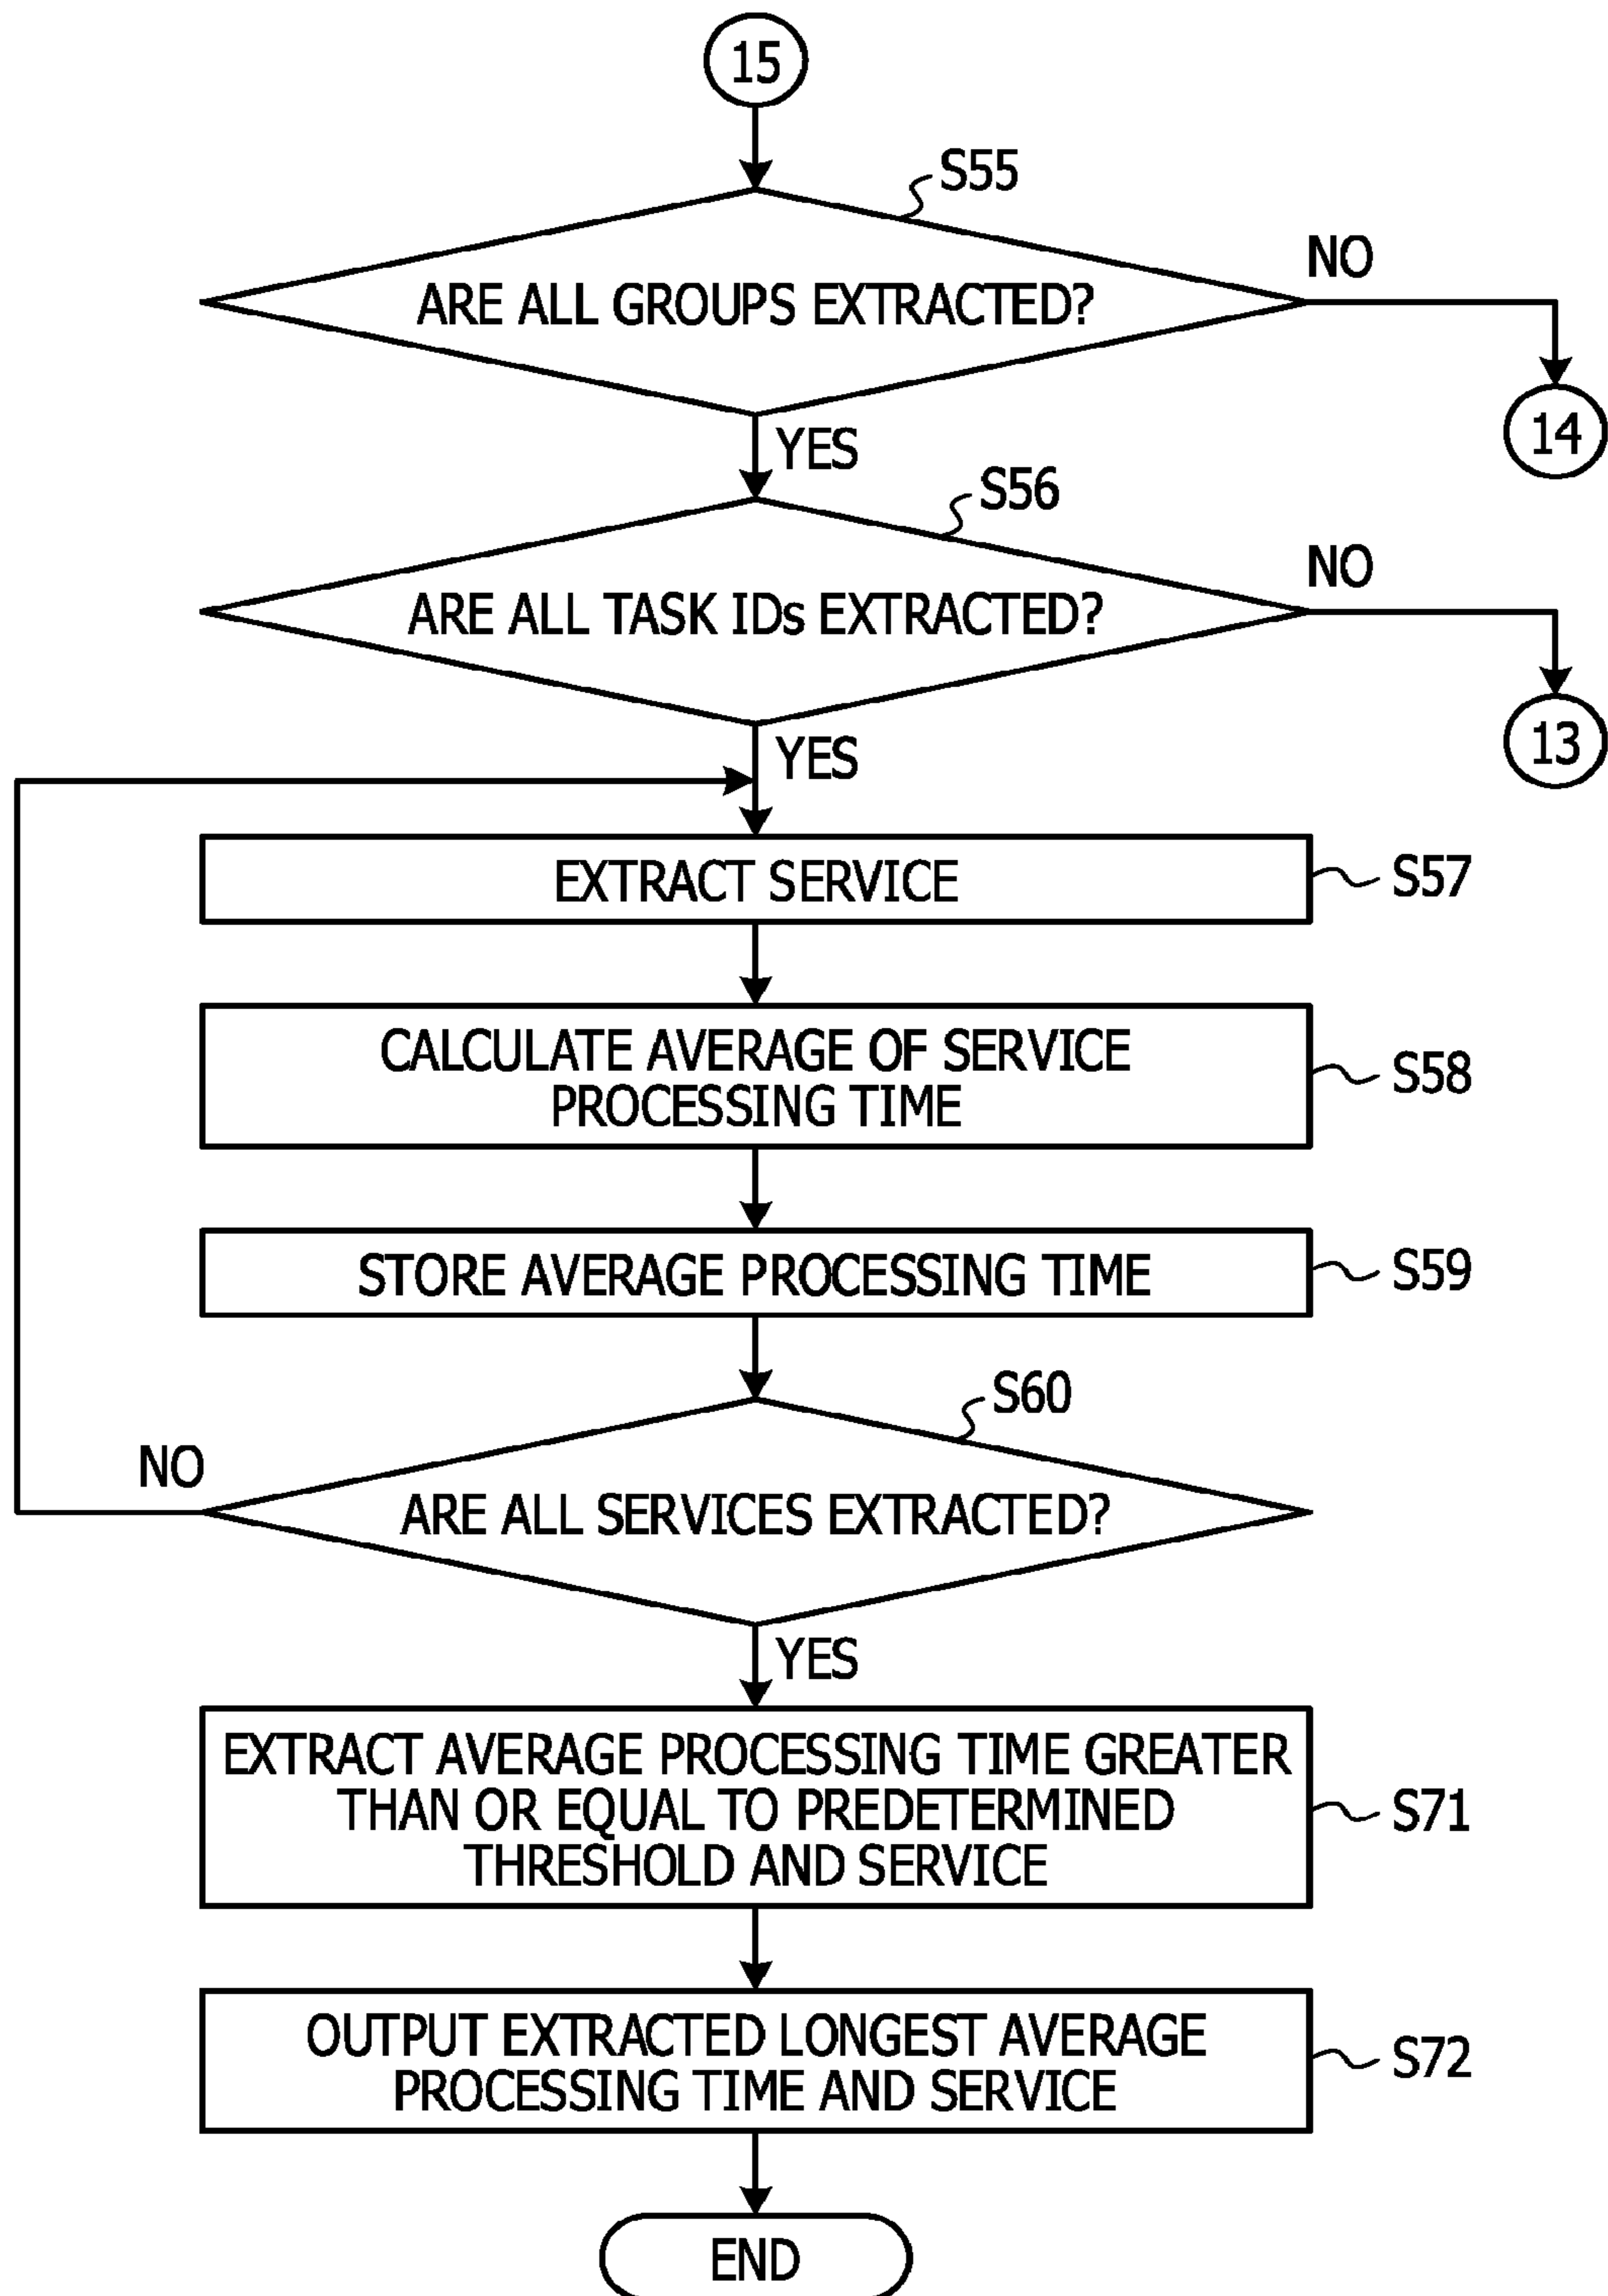 15
S55
NO
ARE ALL GROUPS EXTRACTED?
14
YES
S56
NO
ARE ALL TASK IDs EXTRACTED?
13
YES
EXTRACT SERVICE
S57
CALCULATE AVERAGE OF SERVICE
PROCESSING TIME
S58
STORE AVERAGE PROCESSING TIME
S59
S60
NO
ARE ALL SERVICES EXTRACTED?
YES
EXTRACT AVERAGE PROCESSING TIME GREATER
THAN OR EQUAL TO PREDETERMINED
THRESHOLD AND SERVICE
S71
OUTPUT EXTRACTED LONGEST AVERAGE
PROCESSING TIME AND SERVICE
S72
END